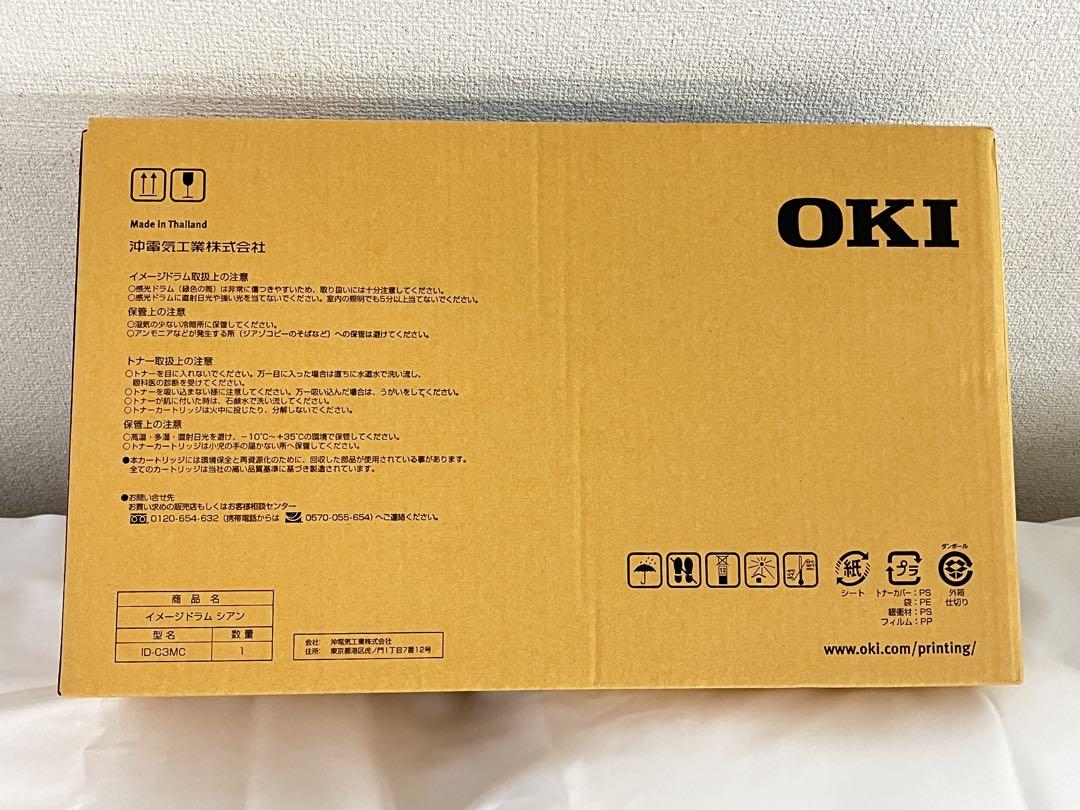 OKI
Made in Thailand
沖電気工業株式会社
イメージドラム取扱上の注意
○感光ドラム（緑色の筒）は非常に傷つきやすいため、取り扱いには十分注意してください。
○感光ドラムに直射日光や強い光を当てないでください。室内の照明でも5分以上当てないでください。
保管上の注意
○湿気の少ない冷暗所に保管してください。
○アンモニアなどが発生する所（ジアゾコピーのそばなど）への保管は避けてください。
トナー取扱上の注意
○トナーを目に入れないでください。万一目に入った場合は直ちに水道水で洗い流し、
眼科医の診断を受けてください。
○トナーを吸い込まない様に注意してください。万一吸い込んだ場合は、うがいをしてください。
○トナーが肌に付いた時は、石鹸水で洗い流してください。
○トナーカートリッジは火中に投じたり、分解しないでください。
保管上の注意
○高温・多湿・直射日光を避け、－10℃～＋35℃の環境で保管してください。
○トナーカートリッジは小児の手の届かない所へ保管してください。
●本カートリッジには環境保全と再資源化のために、回収した部品が使用されている事があります。
全てのカートリッジは当社の高い品質基準に基づき製造されています。
●お問い合せ先
お買い求めの販売店もしくはお客様相談センター
0120-654-632（携帯電話からは 0570-055-654）へご連絡ください。
商品名
イメージドラム シアン
型名 数量
ID-C3MC 1
会社: 沖電気工業株式会社
住所: 東京都港区虎ノ門1丁目7番12号
12
紙
シート
プラ
トナーカバー：PS
袋：PE
緩衝材：PS
フィルム：PP
ダンボール
外箱
仕切り
www.oki.com/printing/